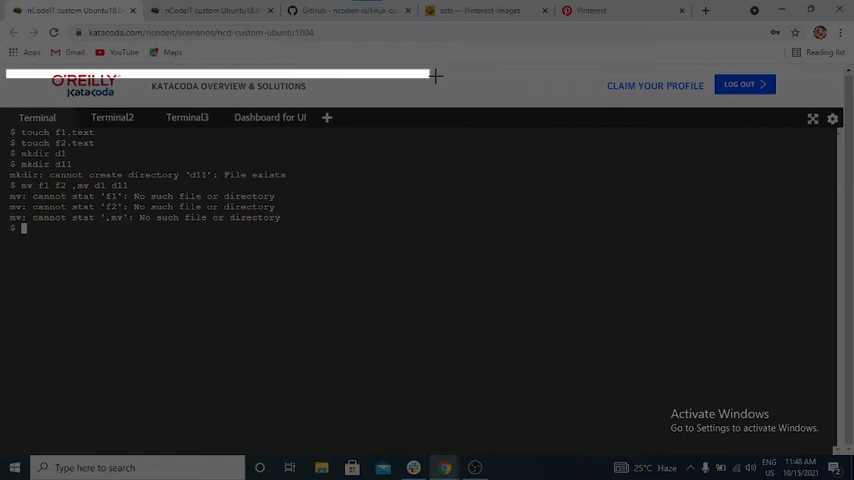 nCodeIT custom Ubuntu18.0
nCodeIT custom Ubuntu18.0
GitHub - ncodeit-io/linux-co
sets — Pinterest-Images
Pinterest
katacoda.com/ncodeit/scenarios/ncd-custom-ubuntu1804
Apps
Gmail
YouTube
Maps
Reading list
O'REILLY
Katacoda
KATACODA OVERVIEW & SOLUTIONS
CLAIM YOUR PROFILE
LOG OUT
Terminal
Terminal2
Terminal3
Dashboard for UI
$ touch f1.text
$ touch f2.text
$ mkdir d1
$ mkdir d11
mkdir: cannot create directory 'd11': File exists
$ mv f1 f2 ,mv d1 d11
mv: cannot stat 'f1': No such file or directory
mv: cannot stat 'f2': No such file or directory
mv: cannot stat ',mv': No such file or directory
$
Activate Windows
Go to Settings to activate Windows.
Type here to search
25°C Haze
ENG
US
11:48 AM
10/15/2021
2